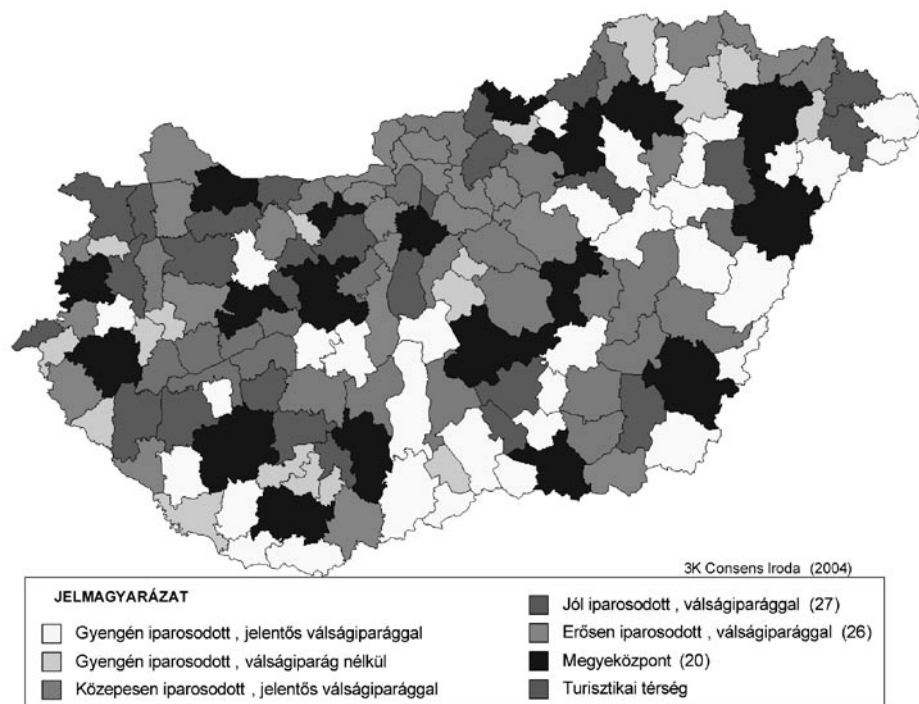 3K Consens Iroda (2004)
JELMAGYARÁZAT
Gyengén iparosodott , jelentős válságiparággal
Gyengén iparosodott , válságiparág nélkül
Közepesen iparosodott , jelentős válságiparággal
Jól iparosodott , válságiparággal (27)
Erősen iparosodott , válságiparággal (26)
Megyeközpont (20)
Turisztikai térség